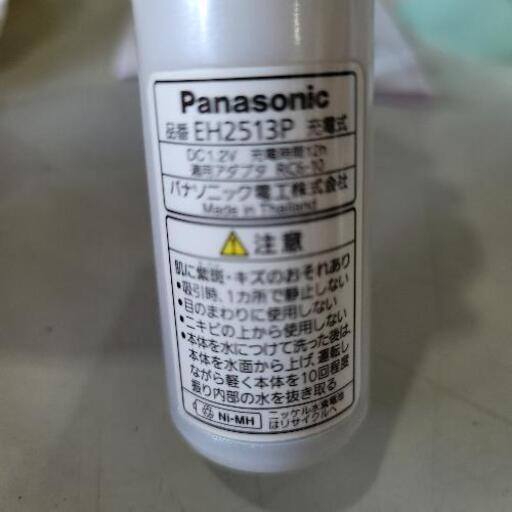 Panasonic
品番 EH2513P 充電式
DC1.2V 充電時間12h
適用アダプタ RC6-10
パナソニック電工株式会社
Made in Thailand
注意
肌に紫斑・キズのおそれあり
•吸引時、1カ所で静止しない
•目のまわりに使用しない
•ニキビの上から使用しない
•本体を水につけて洗った後は、
本体を水面から上げ、運転し
ながら軽く本体を10回程度
振り内部の水を抜き取る
Ni-MH ニッケル水素電池
はリサイクルへ